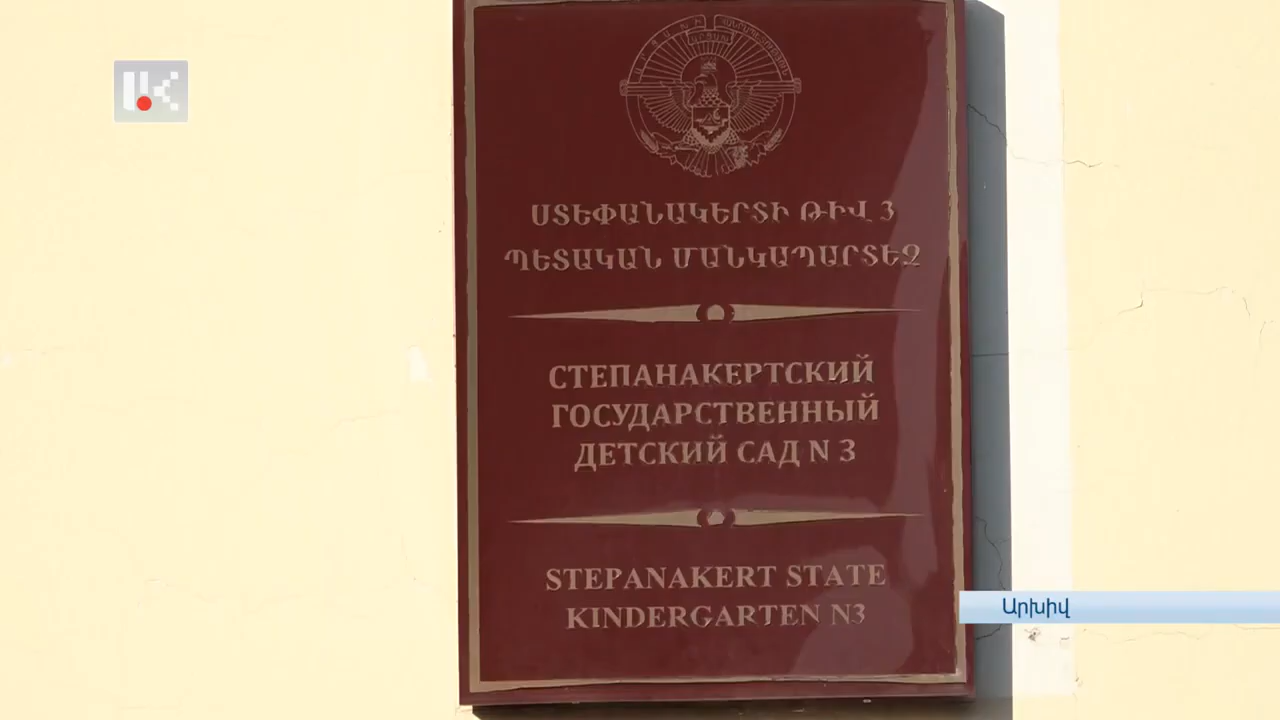 ՍՏԵՓԱՆԱԿԵՐՏԻ ԹԻՎ 3
ՊԵՏԱԿԱՆ ՄԱՆԿԱՊԱՐՏԵԶ
СТЕПАНАКЕРТСКИЙ
ГОСУДАРСТВЕННЫЙ
ДЕТСКИЙ САД N 3
STEPANAKERT STATE
KINDERGARTEN N3
Արխիվ